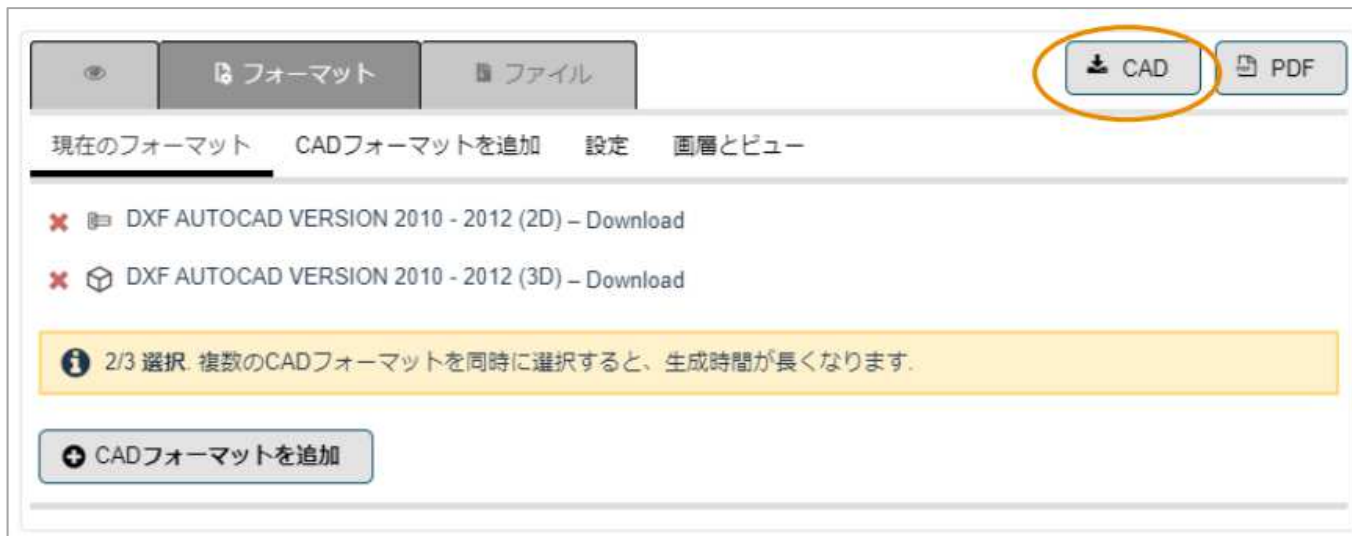 フォーマット ファイル CAD PDF
現在のフォーマット CADフォーマットを追加 設定 画層とビュー
DXF AUTOCAD VERSION 2010 - 2012 (2D) – Download
DXF AUTOCAD VERSION 2010 - 2012 (3D) – Download
2/3 選択. 複数のCADフォーマットを同時に選択すると、生成時間が長くなります.
CADフォーマットを追加